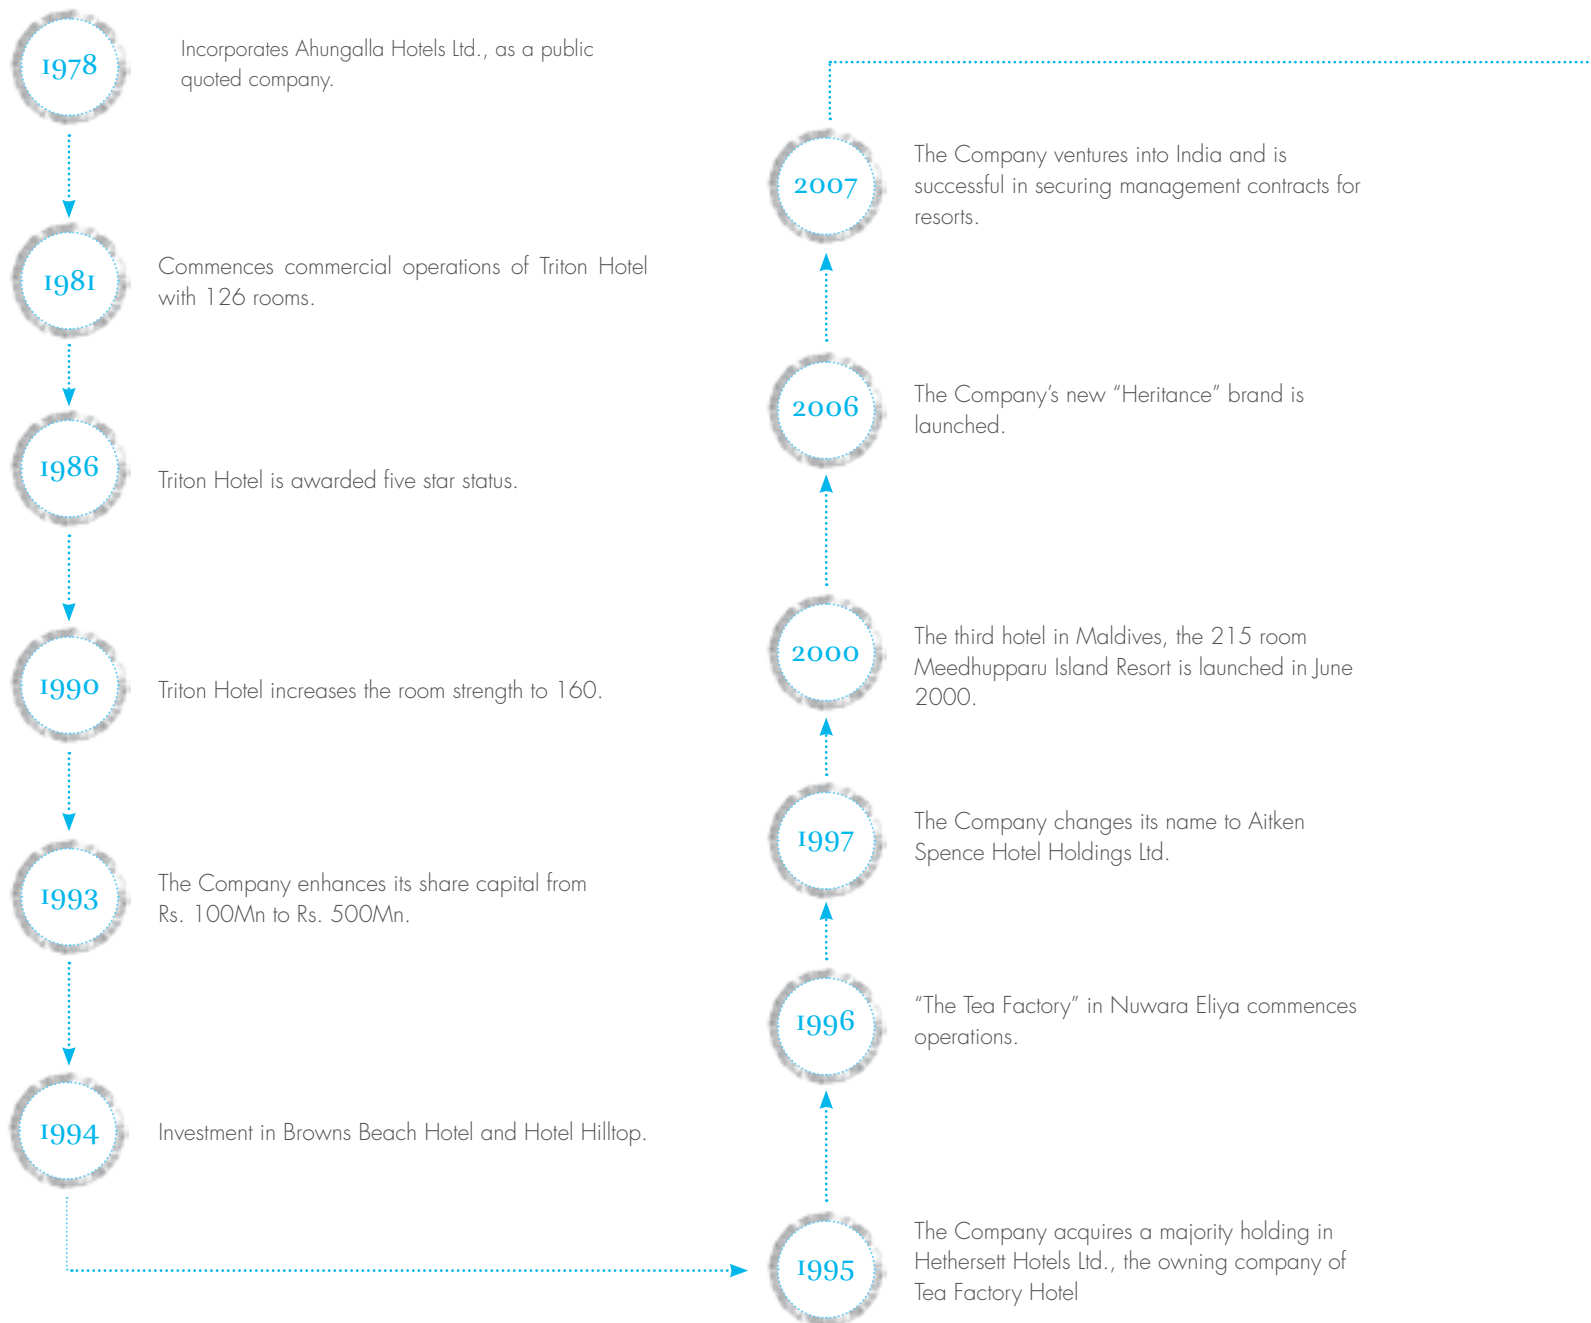 1978
Incorporates Ahungalla Hotels Ltd., as a public
quoted company.
1981
Commences commercial operations of Triton Hotel
with 126 rooms.
1986
Triton Hotel is awarded five star status.
1990
Triton Hotel increases the room strength to 160.
1993
The Company enhances its share capital from
Rs. 100Mn to Rs. 500Mn.
1994
Investment in Browns Beach Hotel and Hotel Hilltop.
1995
The Company acquires a majority holding in
Hethersett Hotels Ltd., the owning company of
Tea Factory Hotel
1996
“The Tea Factory” in Nuwara Eliya commences
operations.
1997
The Company changes its name to Aitken
Spence Hotel Holdings Ltd.
2000
The third hotel in Maldives, the 215 room
Meedhupparu Island Resort is launched in June
2000.
2006
The Company’s new “Heritance” brand is
launched.
2007
The Company ventures into India and is
successful in securing management contracts for
resorts.